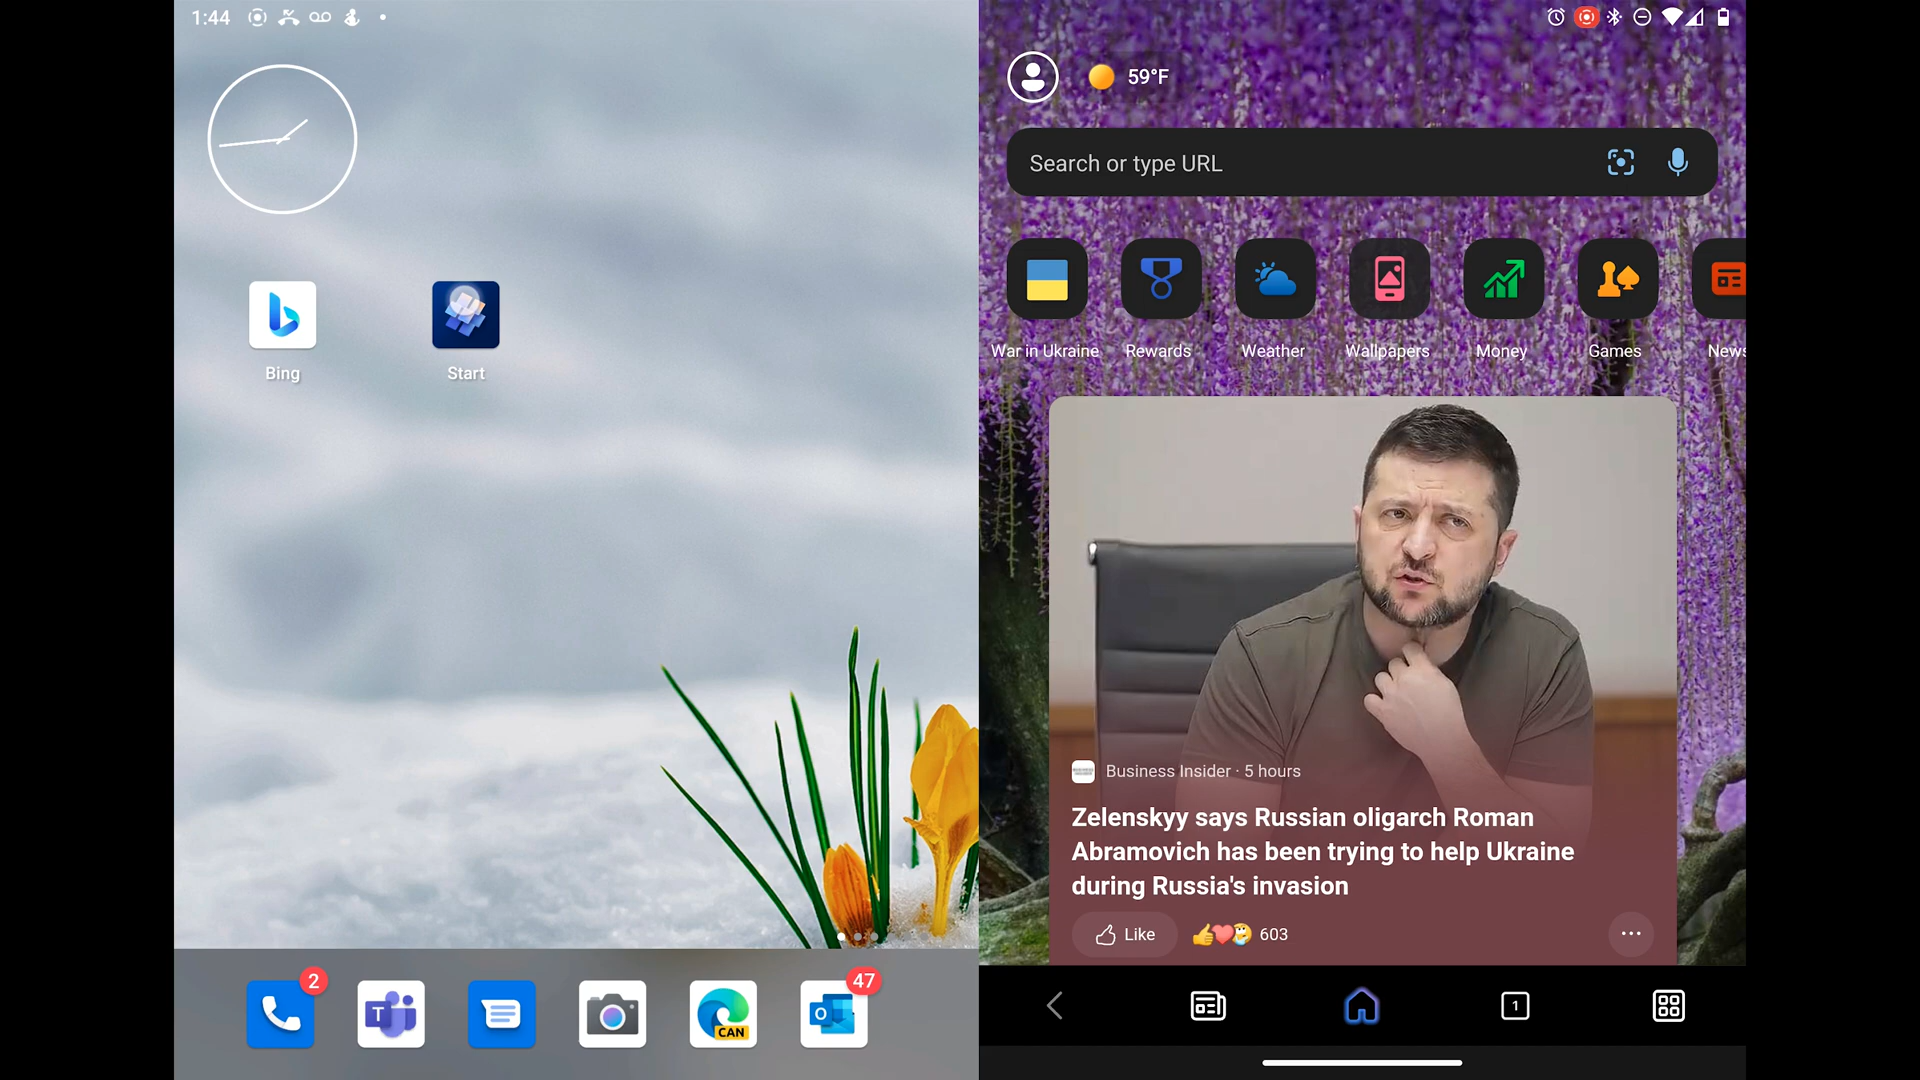 1:44
Bing
Start
2
T
CAN
O
47
59°F
Search or type URL
War in Ukraine
Rewards
Weather
Wallpapers
Money
Games
News
Business Insider · 5 hours
Zelenskyy says Russian oligarch Roman
Abramovich has been trying to help Ukraine
during Russia's invasion
Like
603
1